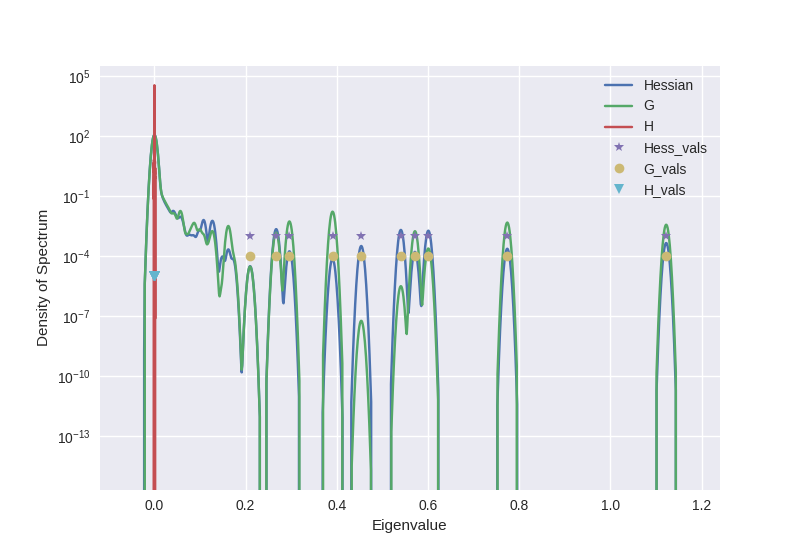 Density of Spectrum
10^5
10^2
10^−1
10^−4
10^−7
10^−10
10^−13
Hessian
G
H
Hess_vals
G_vals
H_vals
0.0 0.2 0.4 0.6 0.8 1.0 1.2
Eigenvalue